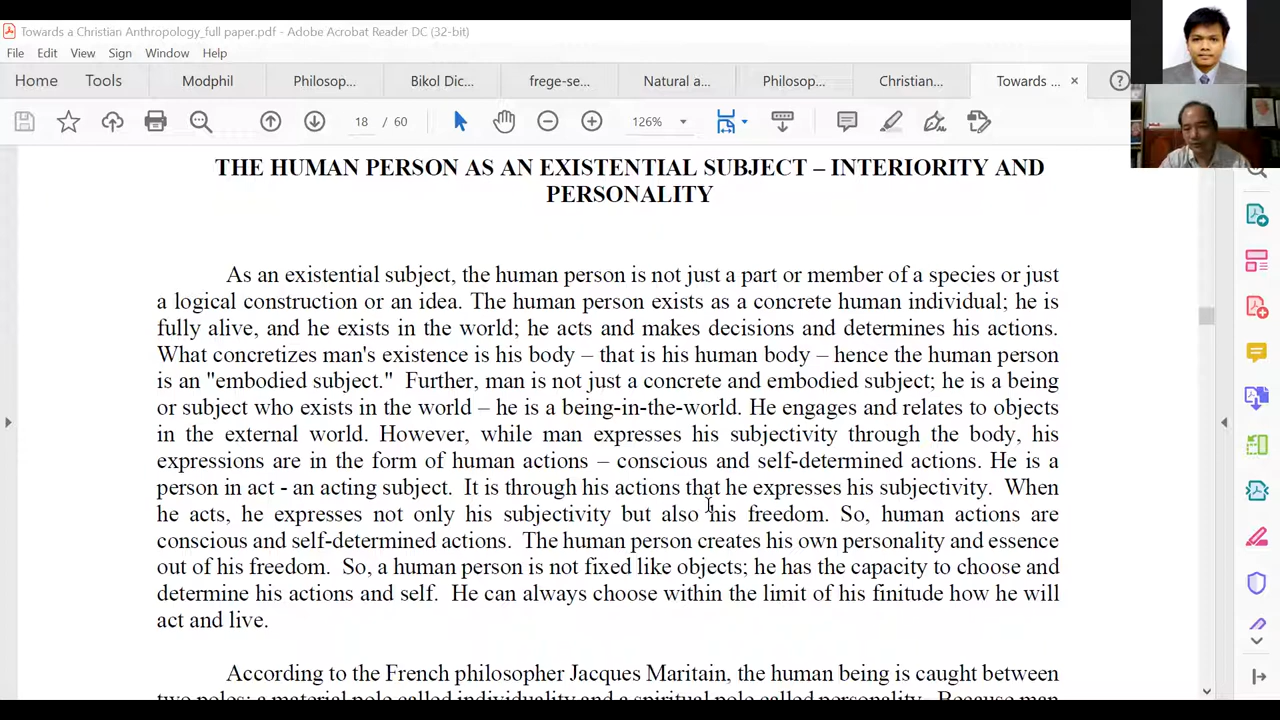 Towards a Christian Anthropology_full paper.pdf - Adobe Acrobat Reader DC (32-bit)
File Edit View Sign Window Help
Home Tools Modphil Philosop... Bikol Dic... frege-se... Natural a... Philosop... Christian... Towards ... ×
18 / 60 126%
THE HUMAN PERSON AS AN EXISTENTIAL SUBJECT – INTERIORITY AND
PERSONALITY
As an existential subject, the human person is not just a part or member of a species or just
a logical construction or an idea. The human person exists as a concrete human individual; he is
fully alive, and he exists in the world; he acts and makes decisions and determines his actions.
What concretizes man's existence is his body – that is his human body – hence the human person
is an "embodied subject." Further, man is not just a concrete and embodied subject; he is a being
or subject who exists in the world – he is a being-in-the-world. He engages and relates to objects
in the external world. However, while man expresses his subjectivity through the body, his
expressions are in the form of human actions – conscious and self-determined actions. He is a
person in act - an acting subject. It is through his actions that he expresses his subjectivity. When
he acts, he expresses not only his subjectivity but also his freedom. So, human actions are
conscious and self-determined actions. The human person creates his own personality and essence
out of his freedom. So, a human person is not fixed like objects; he has the capacity to choose and
determine his actions and self. He can always choose within the limit of his finitude how he will
act and live.
According to the French philosopher Jacques Maritain, the human being is caught between
two poles: a material pole called individuality and a spiritual pole called personality. Because man